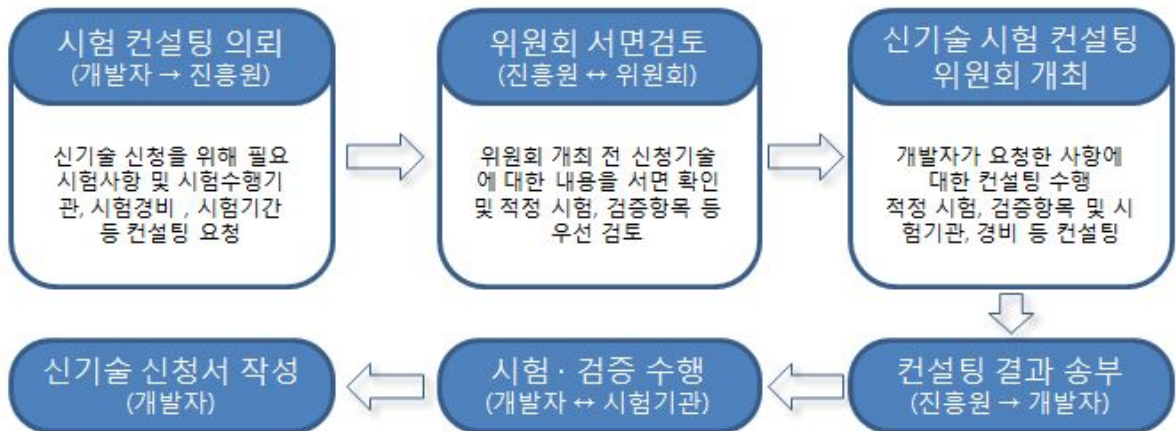 시험 컨설팅 의뢰
(개발자 → 진흥원)
신기술 신청을 위해 필요
시험사항 및 시험수행기
관, 시험경비 , 시험기간
등 컨설팅 요청
위원회 서면검토
(진흥원 ↔ 위원회)
위원회 개최 전 신청기술
에 대한 내용을 서면 확인
및 적정 시험, 검증항목 등
우선 검토
신기술 시험 컨설팅
위원회 개최
개발자가 요청한 사항에
대한 컨설팅 수행
적정 시험, 검증항목 및 시
험기관, 경비 등 컨설팅
컨설팅 결과 송부
(진흥원 → 개발자)
시험 · 검증 수행
(개발자 ↔ 시험기관)
신기술 신청서 작성
(개발자)